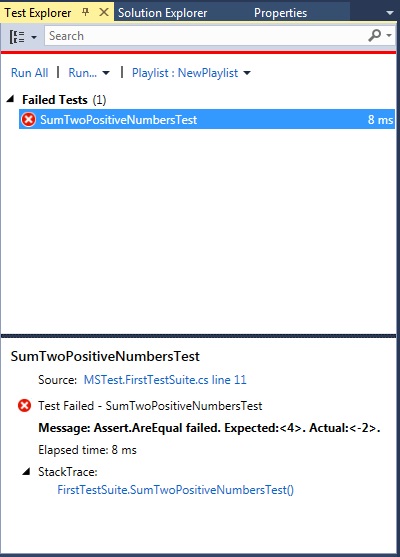 Test Explorer Solution Explorer Properties
Search
Run All Run... Playlist : NewPlaylist
Failed Tests (1)
SumTwoPositiveNumbersTest 8 ms
SumTwoPositiveNumbersTest
Source: MSTest.FirstTestSuite.cs line 11
Test Failed - SumTwoPositiveNumbersTest
Message: Assert.AreEqual failed. Expected:<4>. Actual:<-2>.
Elapsed time: 8 ms
StackTrace:
FirstTestSuite.SumTwoPositiveNumbersTest()